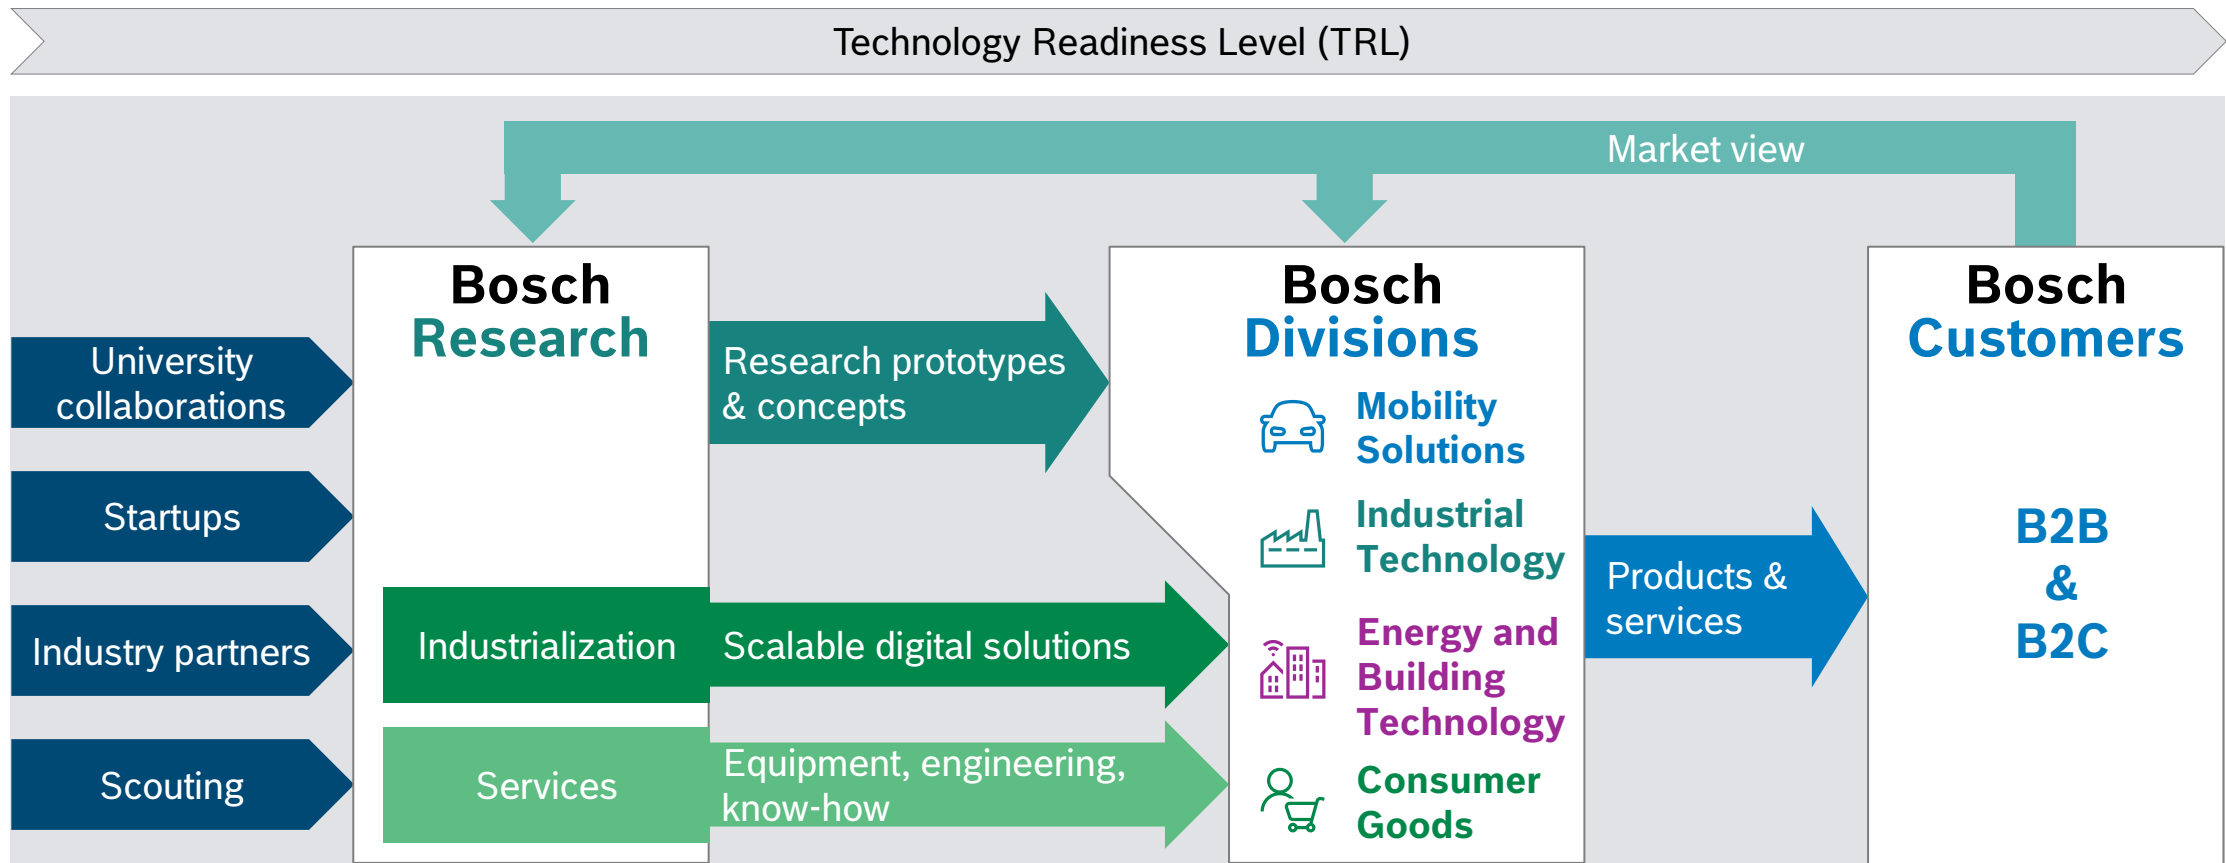 Technology Readiness Level (TRL)
Market view
University
collaborations
Startups
Industry partners
Scouting
Bosch
Research
Industrialization
Services
Research prototypes
& concepts
Scalable digital solutions
Equipment, engineering,
know-how
Bosch
Divisions
Mobility
Solutions
Industrial
Technology
Energy and
Building
Technology
Consumer
Goods
Products &
services
Bosch
Customers
B2B
&
B2C